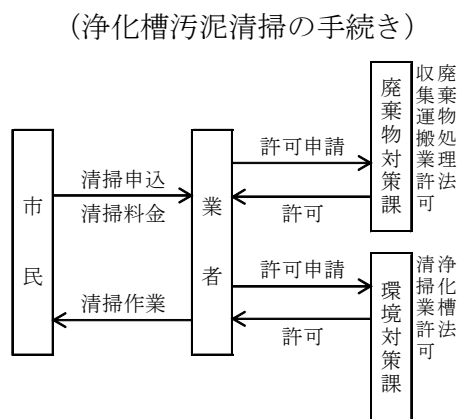 (浄化槽汚泥清掃の手続き)
市民
清掃申込
清掃料金
清掃作業
業者
許可申請
許可
廃棄物対策課
廃棄物処理法
収集運搬業許可
許可申請
許可
環境対策課
浄化槽法
清掃業許可